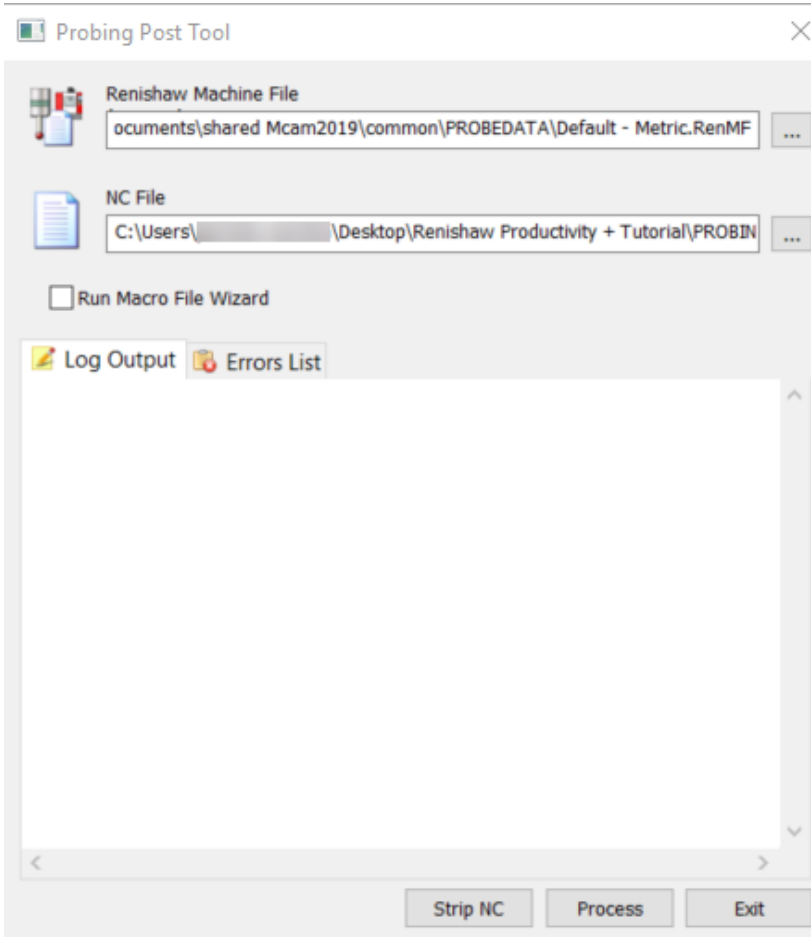 Probing Post Tool
Renishaw Machine File
ocuments\shared Mcam2019\common\PROBEDATA\Default - Metric.RenMF
...
NC File
C:\Users\ \Desktop\Renishaw Productivity + Tutorial\PROBIN
...
Run Macro File Wizard
Log Output Errors List
Strip NC Process Exit